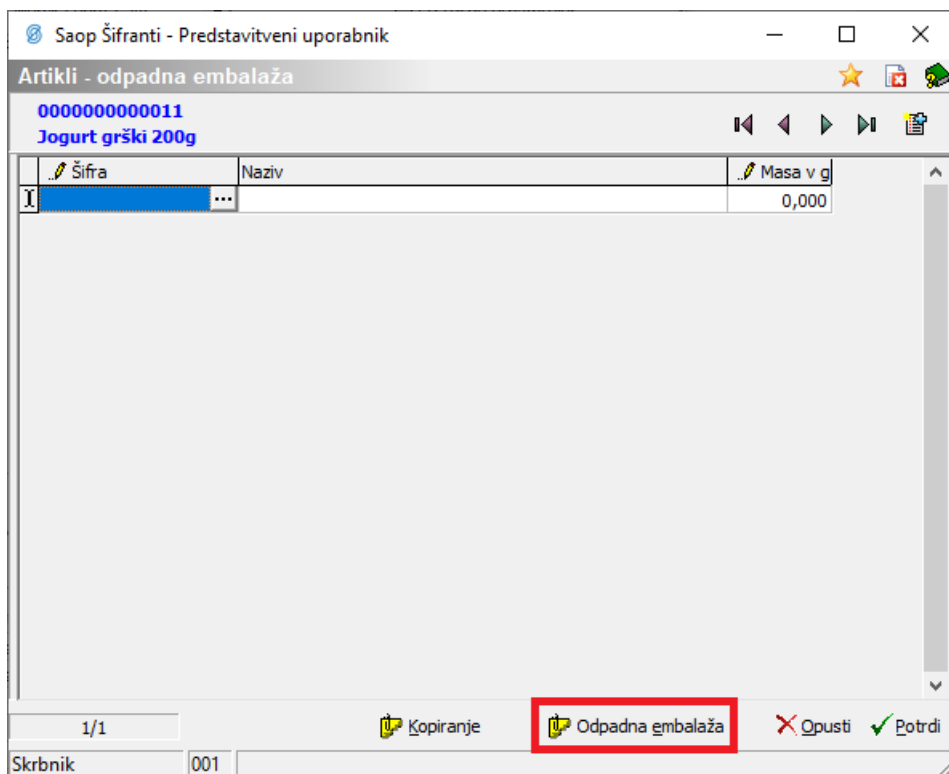 Saop Šifranti - Predstavitveni uporabnik
Artikli - odpadna embalaža
0000000000011
Jogurt grški 200g
Šifra Naziv Masa v g
... 0,000
1/1 Kopiranje Odpadna embalaža Opusti Potrdi
Skrbnik 001